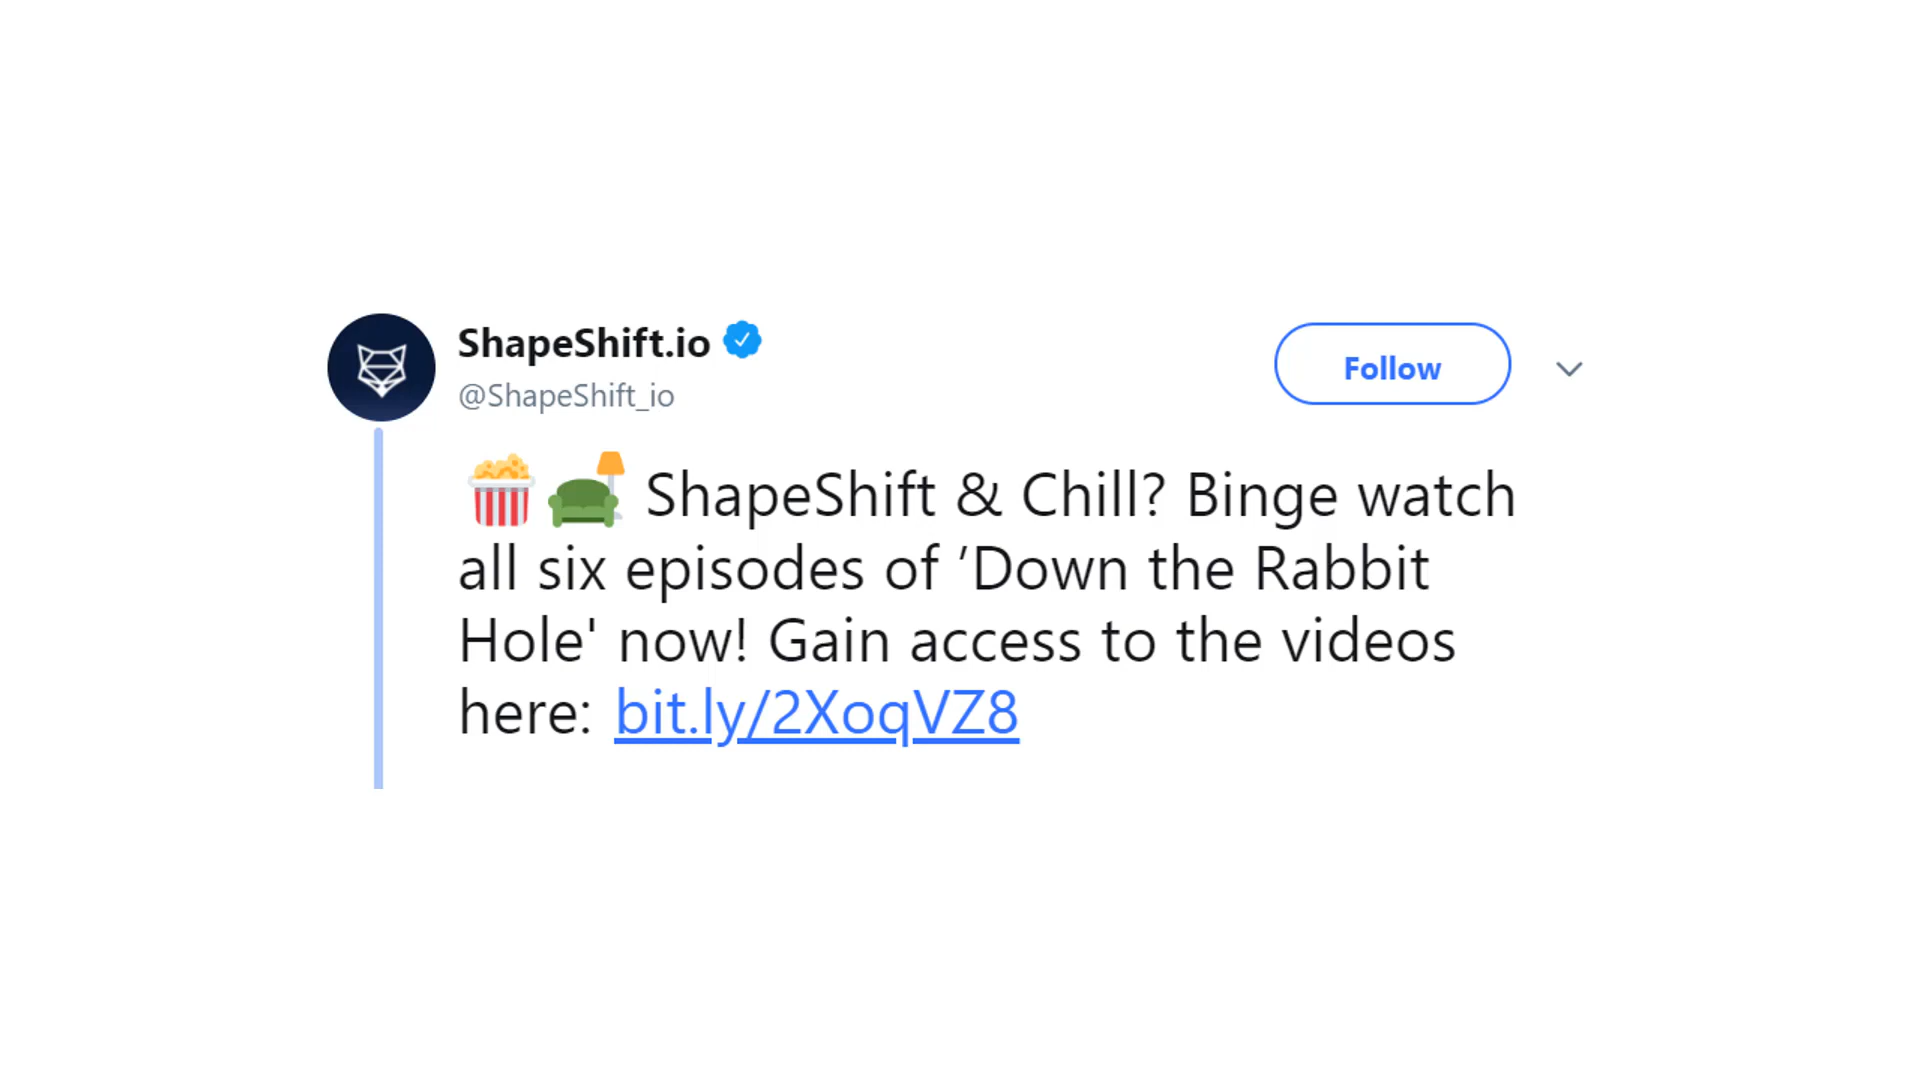 ShapeShift.io
@ShapeShift_io
Follow
🍿🛋 ShapeShift & Chill? Binge watch
all six episodes of ‘Down the Rabbit
Hole' now! Gain access to the videos
here: bit.ly/2XoqVZ8